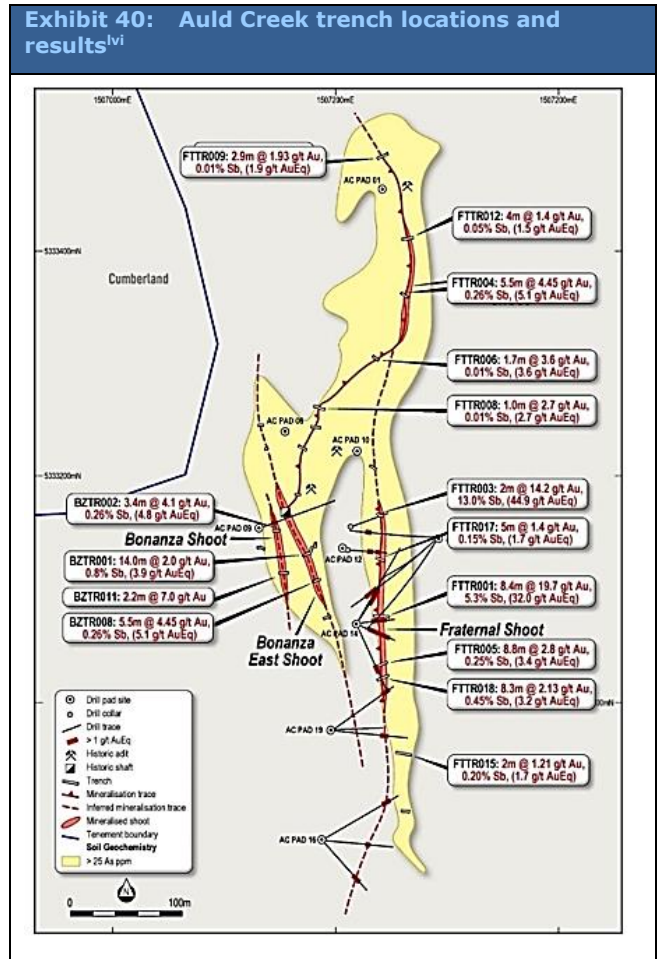 Exhibit 40: Auld Creek trench locations and
results lvi
1507000mE
1507200mE
1507200mE
FTTR009: 2.9m @ 1.93 g/t Au,
0.01% Sb, (1.9 g/t AuEq)
AC PAD 01
FTTR012: 4m @ 1.4 g/t Au,
0.05% Sb, (1.5 g/t AuEq)
5333400mN
Cumberland
FTTR004: 5.5m @ 4.45 g/t Au,
0.26% Sb, (5.1 g/t AuEq)
FTTR006: 1.7m @ 3.6 g/t Au,
0.01% Sb, (3.6 g/t AuEq)
FTTR008: 1.0m @ 2.7 g/t Au,
0.01% Sb, (2.7 g/t AuEq)
AC PAD 10
5333200mN
FTTR003: 2m @ 14.2 g/t Au,
13.0% Sb, (44.9 g/t AuEq)
BZTR002: 3.4m @ 4.1 g/t Au,
0.26% Sb, (4.8 g/t AuEq)
AC PAD 09
Bonanza Shoot
FTTR017: 5m @ 1.4 g/t Au,
0.15% Sb, (1.7 g/t AuEq)
AC PAD 12
BZTR001: 14.0m @ 2.0 g/t Au,
0.8% Sb, (3.9 g/t AuEq)
BZTR011: 2.2m @ 7.0 g/t Au
FTTR001: 8.4m @ 19.7 g/t Au,
5.3% Sb, (32.0 g/t AuEq)
BZTR008: 5.5m @ 4.45 g/t Au,
0.26% Sb, (5.1 g/t AuEq)
AC PAD 14
Fraternal Shoot
Bonanza
East Shoot
FTTR005: 8.8m @ 2.8 g/t Au,
0.25% Sb, (3.4 g/t AuEq)
FTTR018: 8.3m @ 2.13 g/t Au,
0.45% Sb, (3.2 g/t AuEq)
AC PAD 19
FTTR015: 2m @ 1.21 g/t Au,
0.20% Sb, (1.7 g/t AuEq)
AC PAD 16
Drill pad site
Drill collar
Drill trace
> 1 g/t AuEq
Historic adit
Historic shaft
Trench
Mineralisation trace
Inferred mineralisation trace
Mineralised shoot
Tenement boundary
Soil Geochemistry
> 25 As ppm
N
0 100m